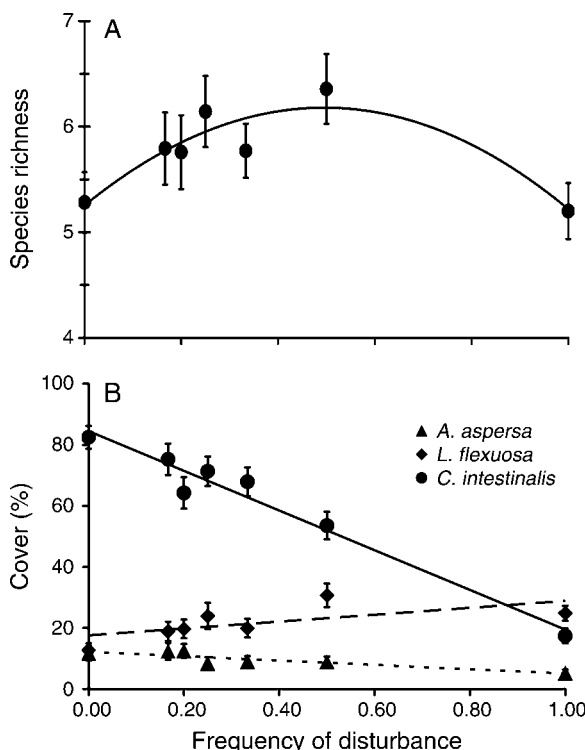 A
7
6
5
4
Species richness
B
100
80
60
40
20
0
Cover (%)
A. aspersa
L. flexuosa
C. intestinalis
0.00 0.20 0.40 0.60 0.80 1.00
Frequency of disturbance